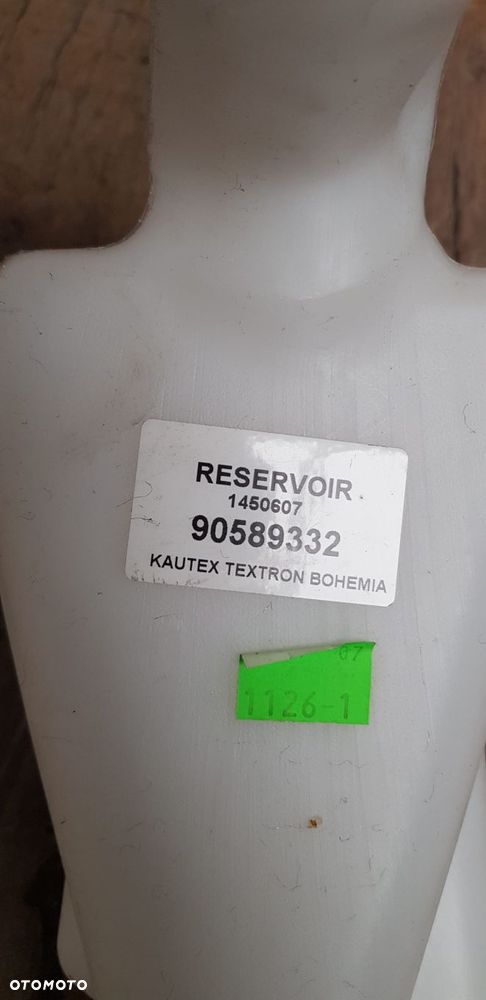 RESERVOIR
1450607
90589332
KAUTEX TEXTRON BOHEMIA
07
1126-1
OTOMOTO